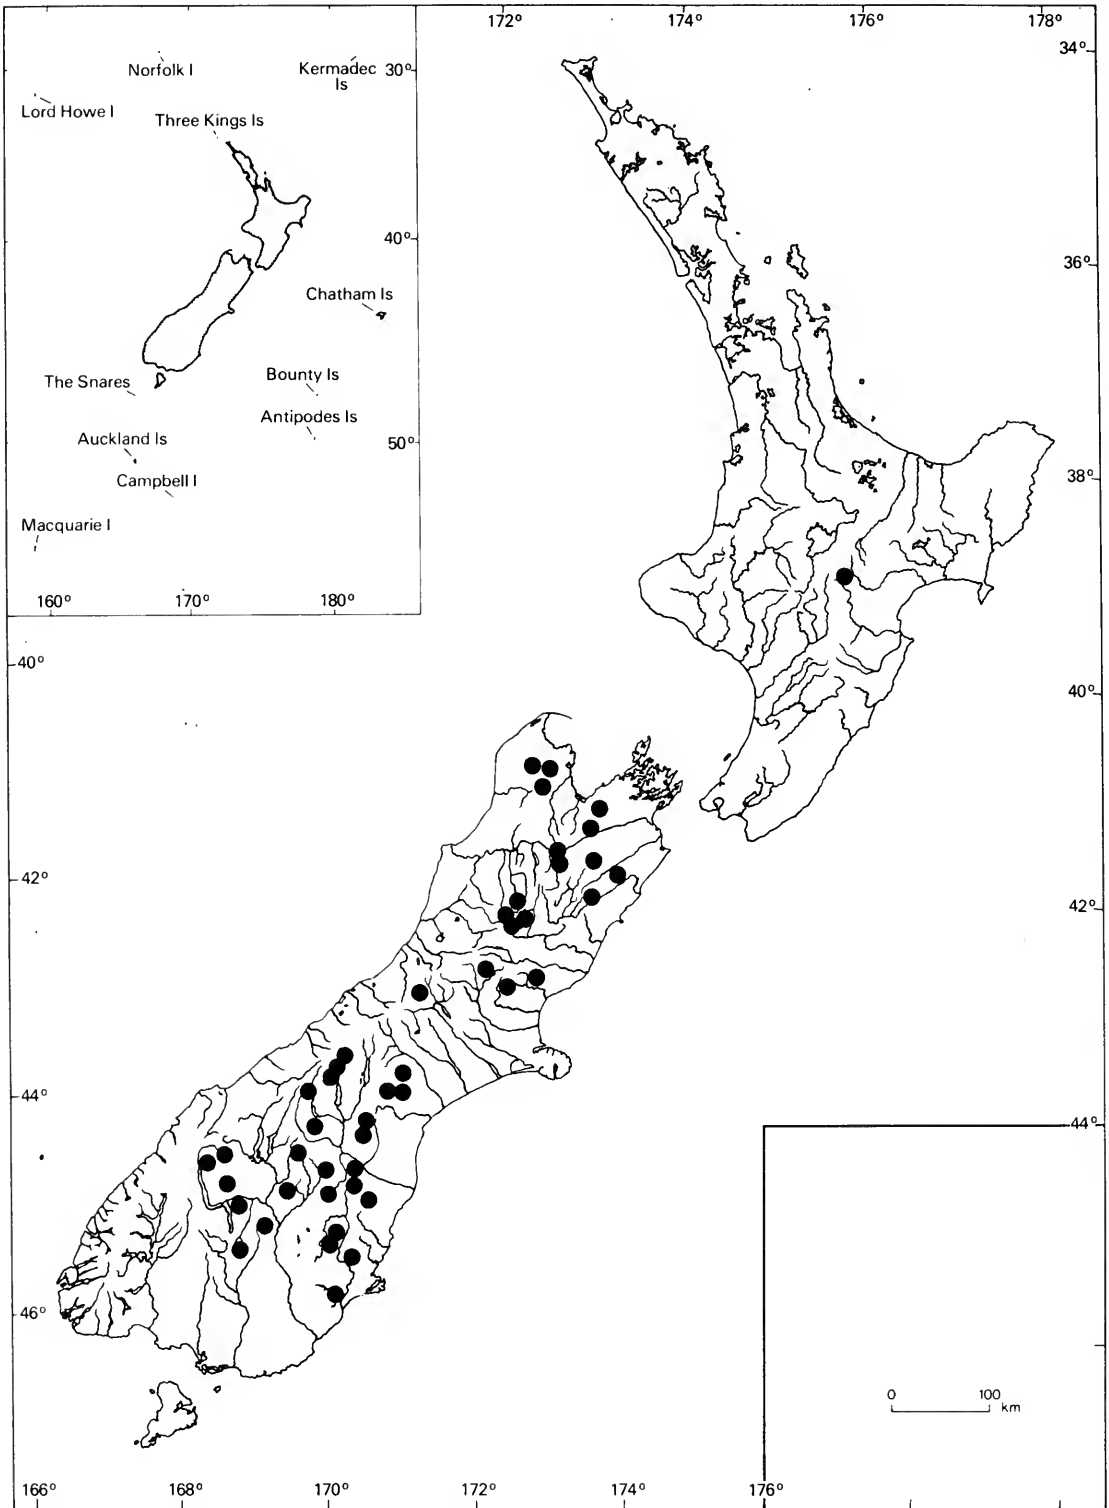 172° 174° 176° 178°
34°
Norfolk I
Kermadec
Is
30°
Lord Howe I
Three Kings Is
40°
36°
Chatham Is
The Snares
Bounty Is
Antipodes Is
Auckland Is
50°
Campbell I
38°
Macquarie I
160° 170° 180°
40°
40°
42°
42°
44°
44°
46°
0 100
km
166° 168° 170° 172° 174° 176°